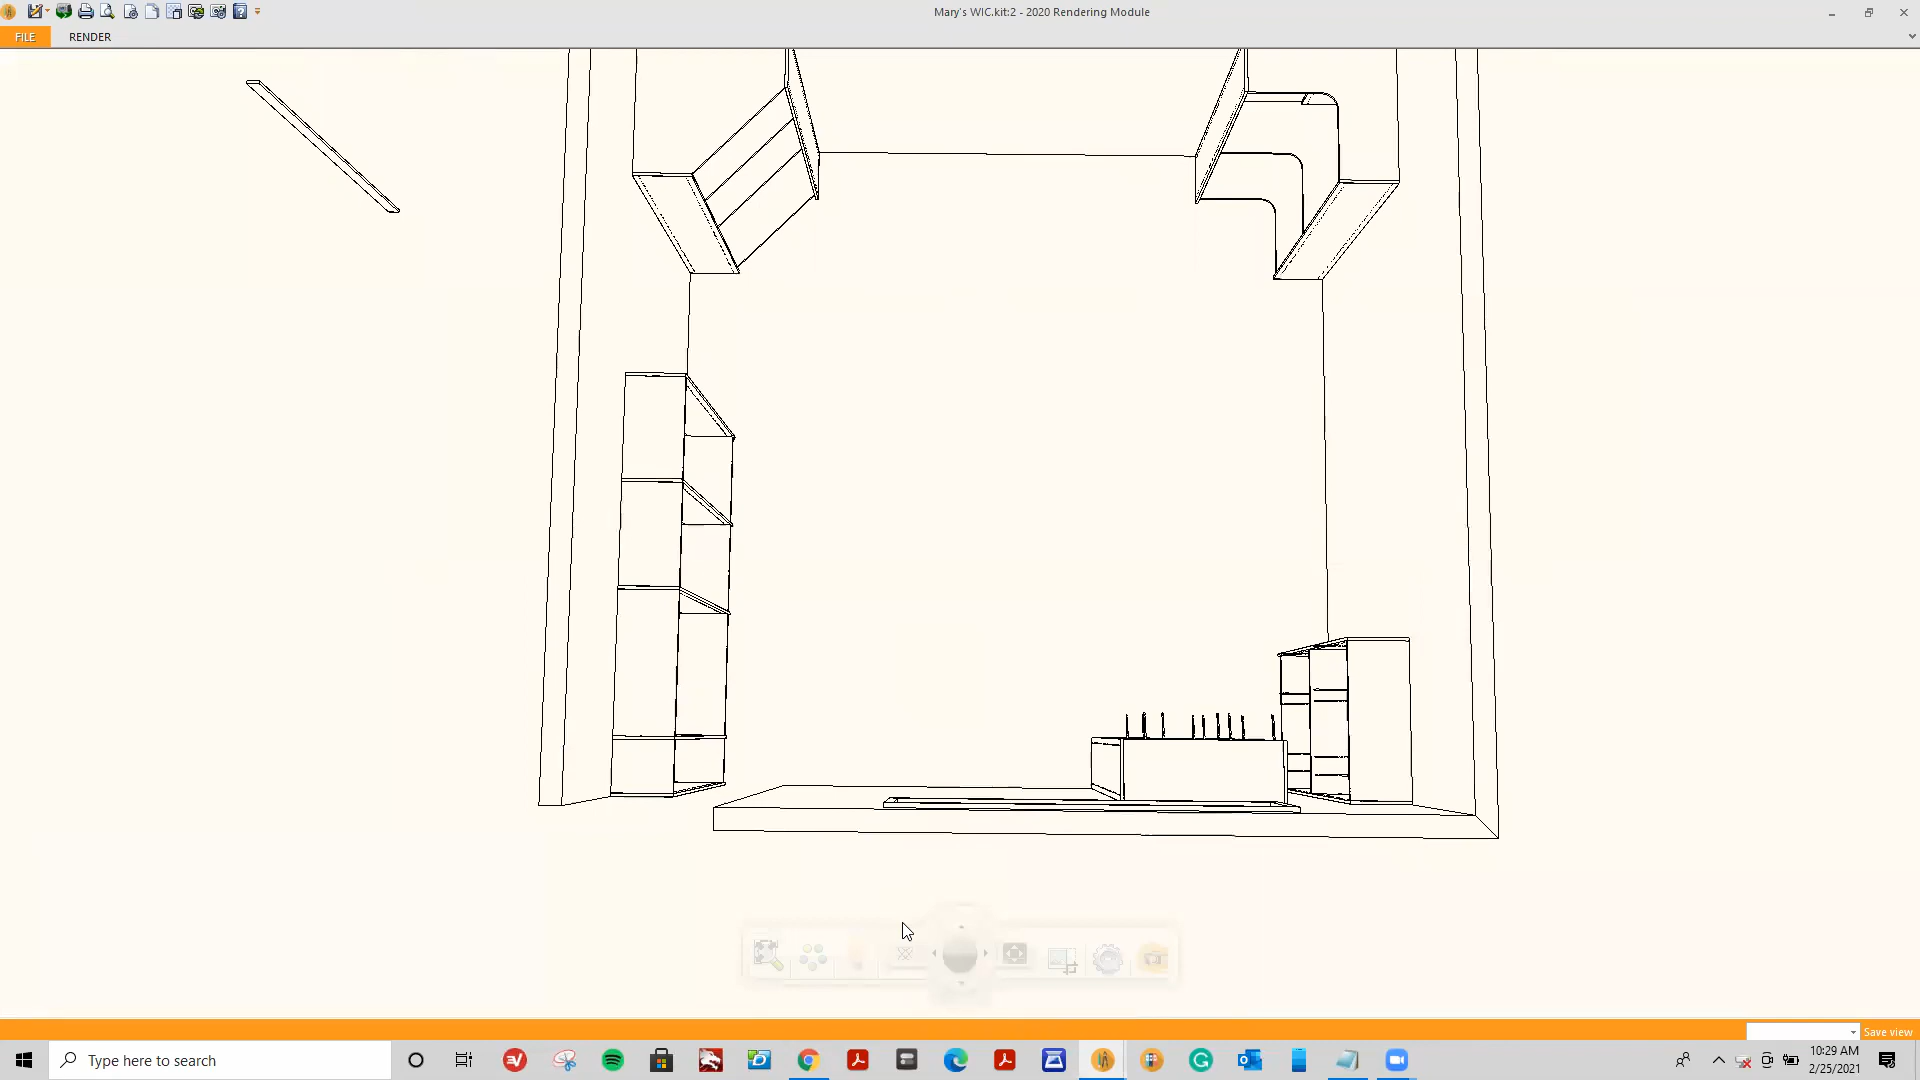 Mary's WIC.kit:2 - 2020 Rendering Module
FILE
RENDER
Save view
Type here to search
10:29 AM
2/25/2021